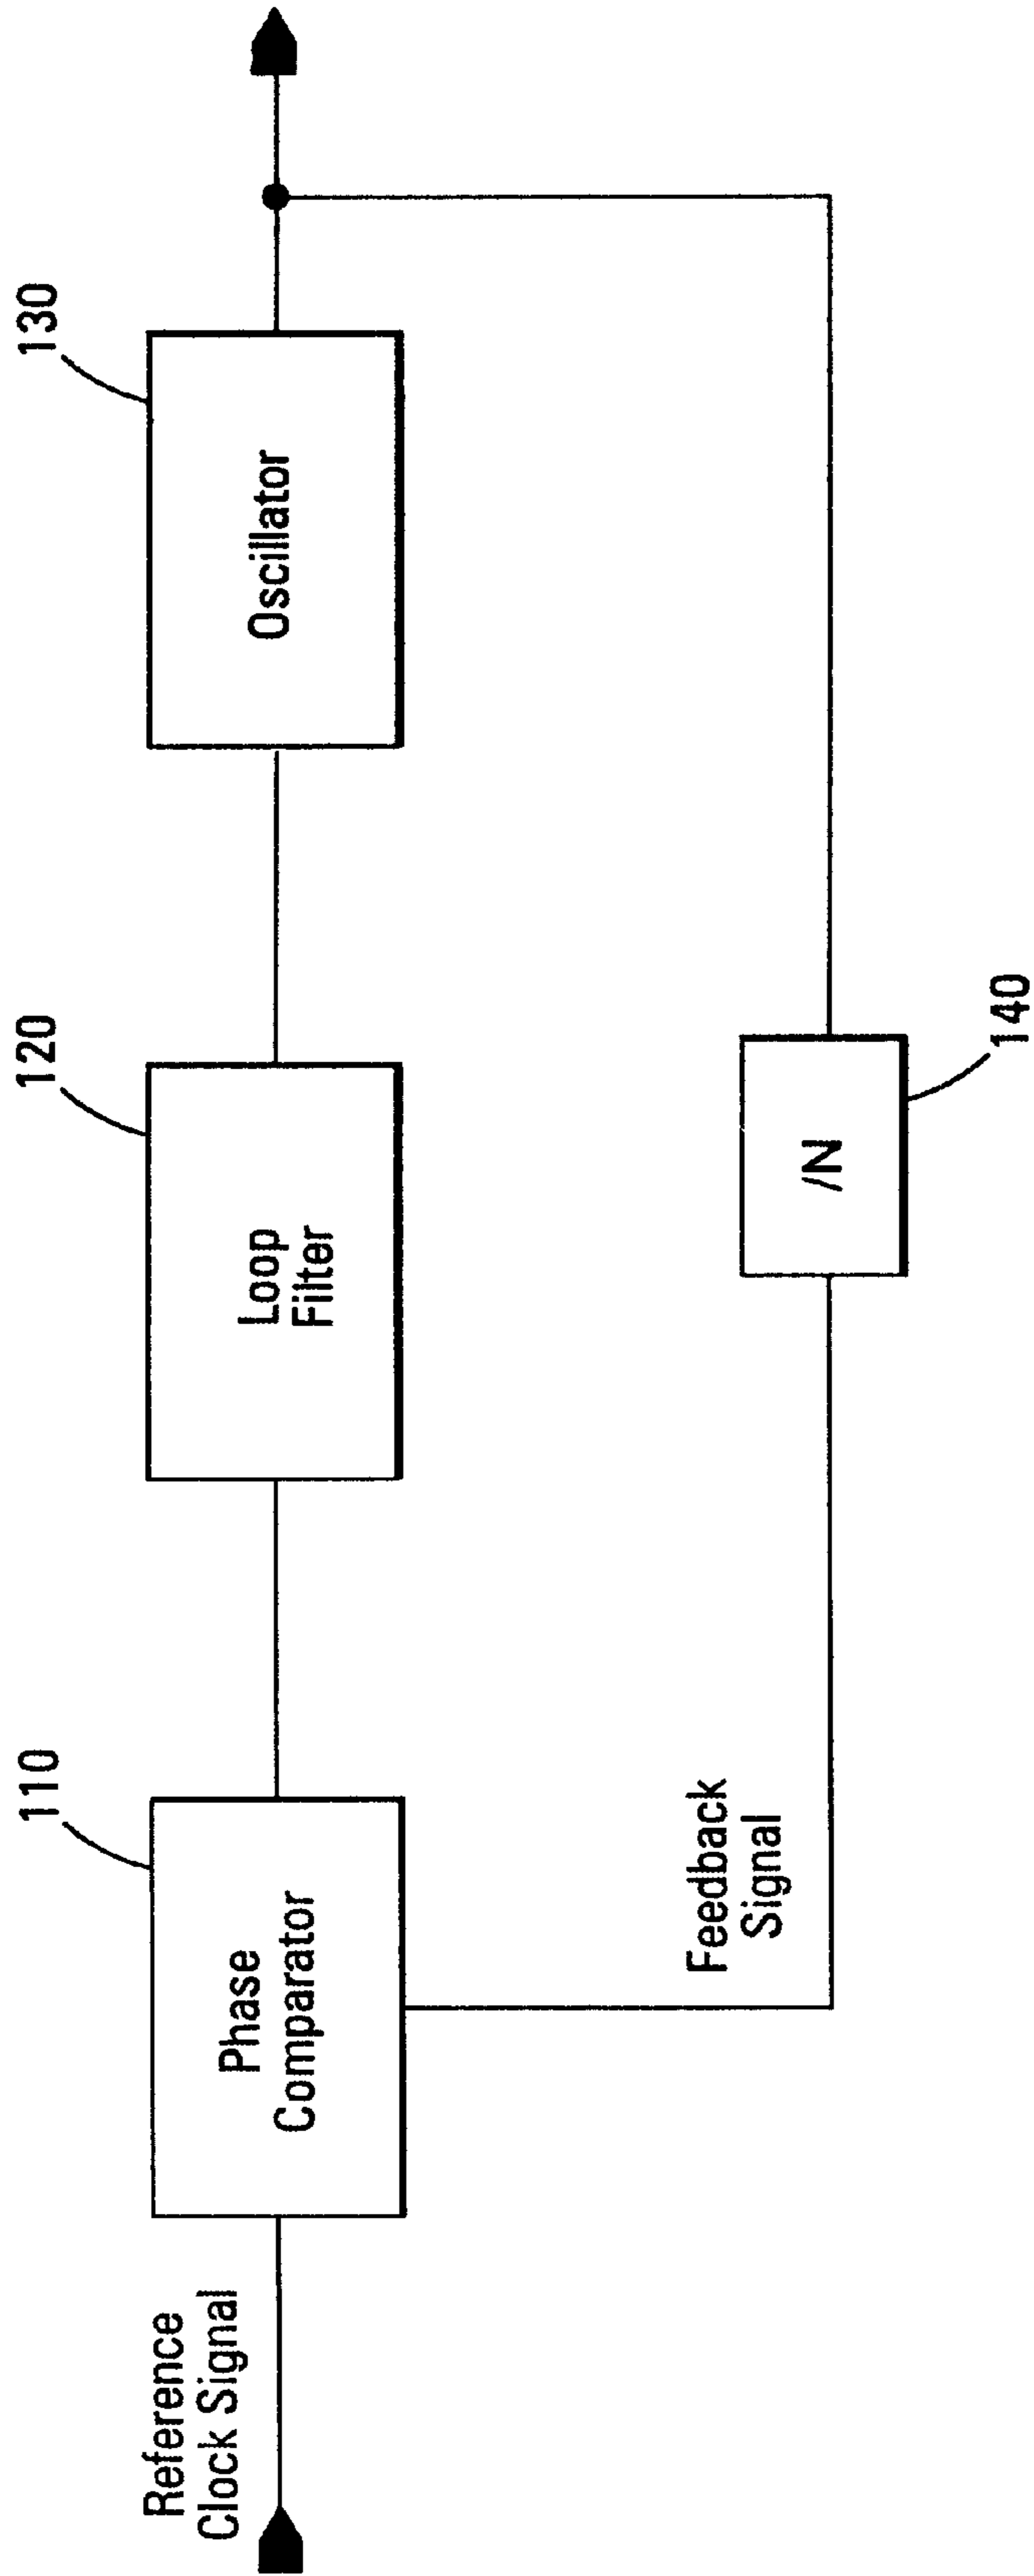 110
120
130
Reference
Clock Signal
Phase
Comparator
Loop
Filter
Oscillator
Feedback
Signal
/N
140